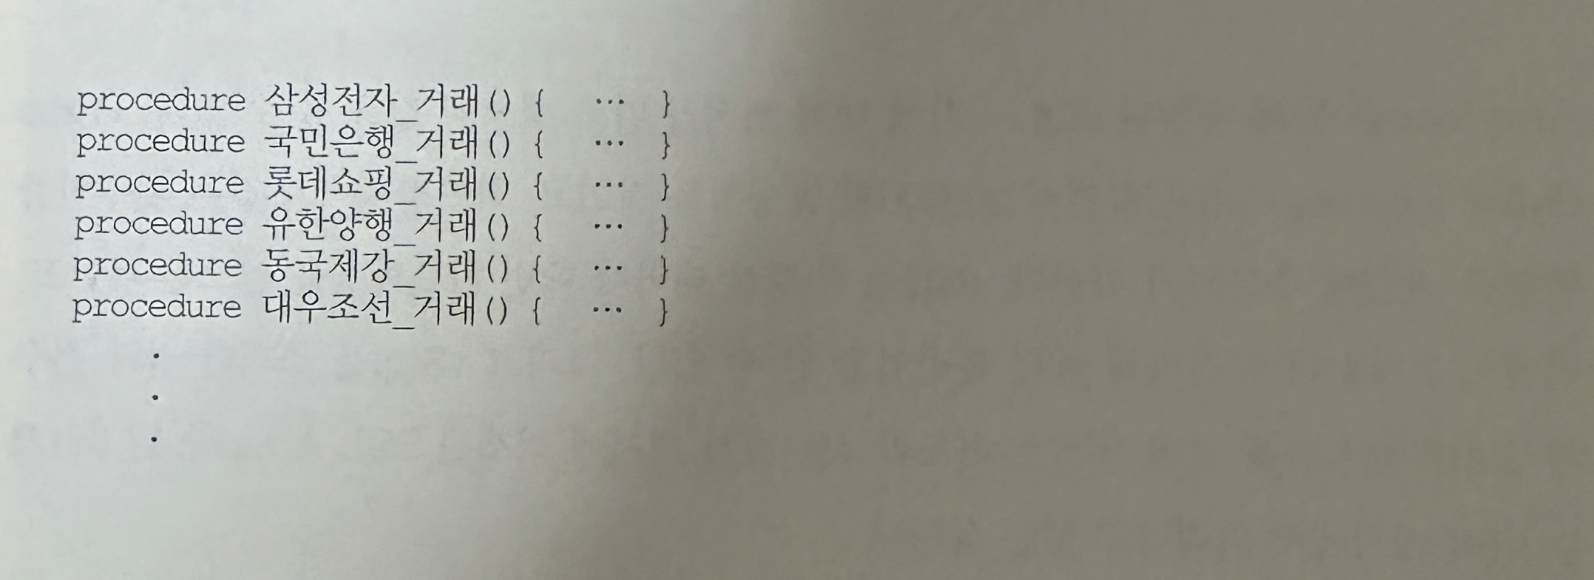 procedure 삼성전자_거래() { … }
procedure 국민은행_거래() { … }
procedure 롯데쇼핑_거래() { … }
procedure 유한양행_거래() { … }
procedure 동국제강_거래() { … }
procedure 대우조선_거래() { … }
.
.
.